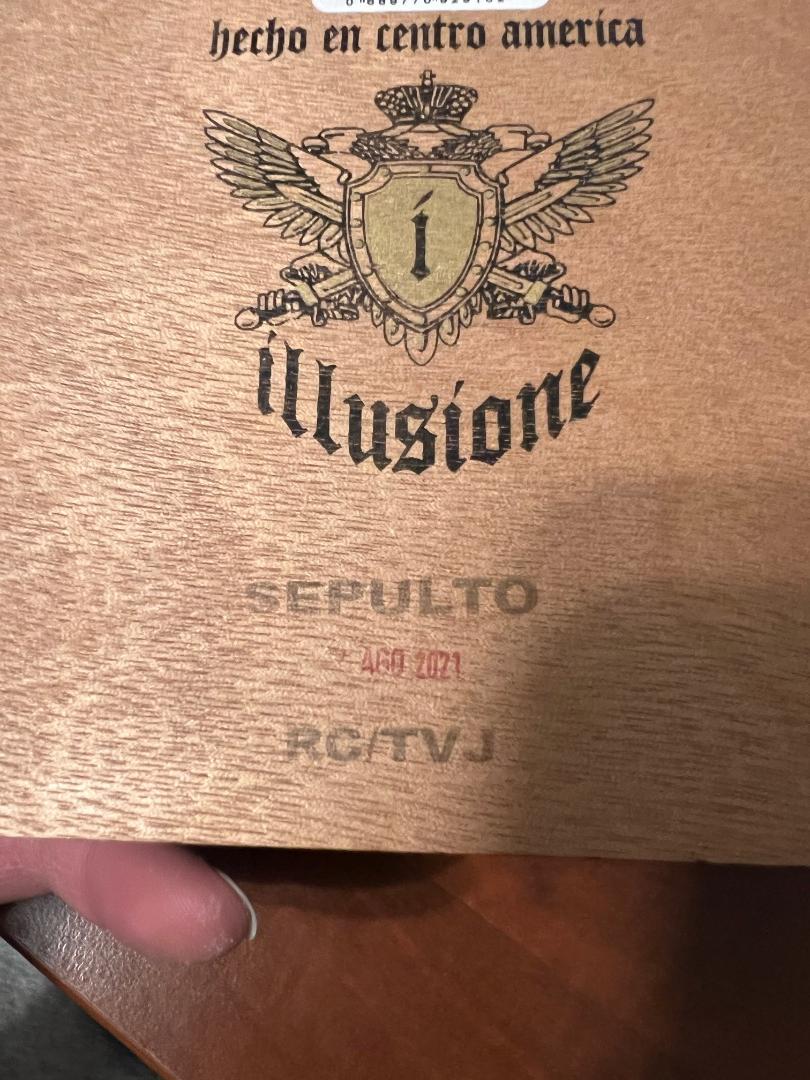 hecho en centro america
í
illusione
SEPULTO
AGO 2021
RC/TVJ